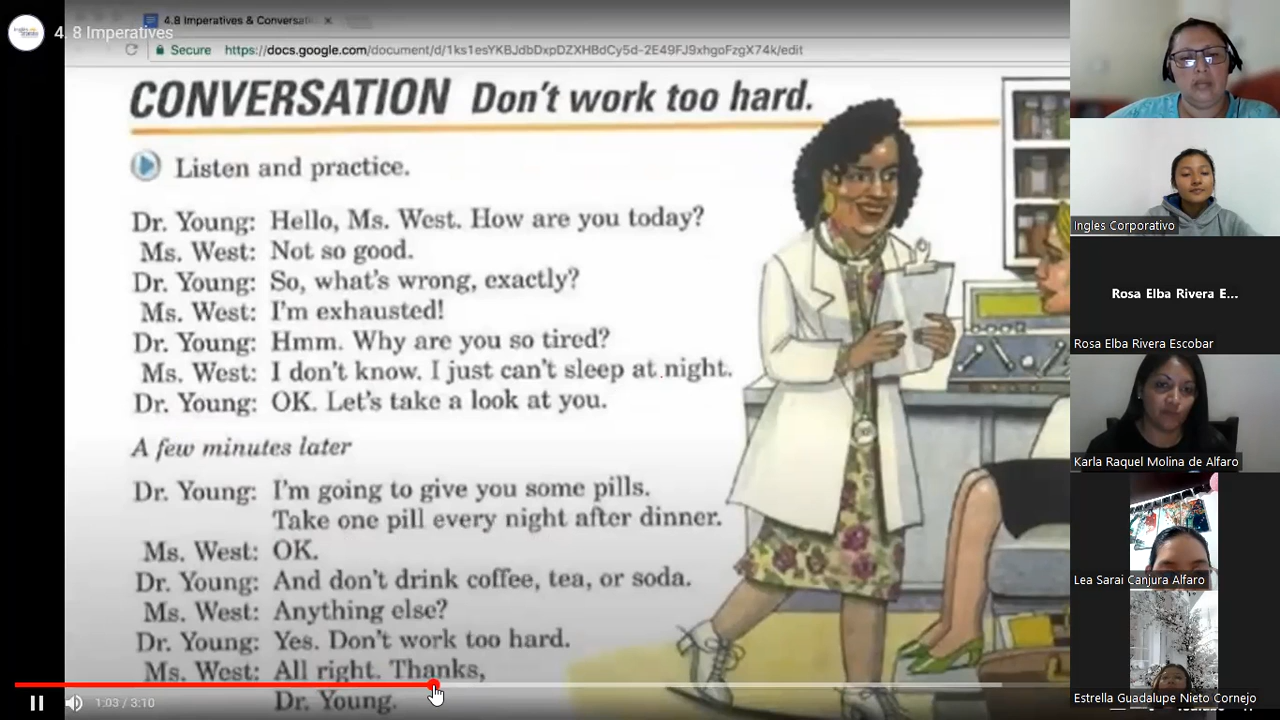 4.8 Imperatives & Conversati
4. 8 Imperatives
Secure https://docs.google.com/document/d/1ks1esYKBJdbDxpDZXHBdCy5d-2E49FJ9xhgoFzgX74k/edit
CONVERSATION Don't work too hard.
Listen and practice.
Dr. Young: Hello, Ms. West. How are you today?
Ms. West: Not so good.
Dr. Young: So, what's wrong, exactly?
Ms. West: I'm exhausted!
Dr. Young: Hmm. Why are you so tired?
Ms. West: I don't know. I just can't sleep at night.
Dr. Young: OK. Let's take a look at you.
A few minutes later
Dr. Young: I'm going to give you some pills.
Take one pill every night after dinner.
Ms. West: OK.
Dr. Young: And don't drink coffee, tea, or soda.
Ms. West: Anything else?
Dr. Young: Yes. Don't work too hard.
Ms. West: All right. Thanks,
Dr. Young.
1:03 / 3:10
Ingles Corporativo
Rosa Elba Rivera E...
Rosa Elba Rivera Escobar
Karla Raquel Molina de Alfaro
Lea Sarai Canjura Alfaro
Estrella Guadalupe Nieto Cornejo